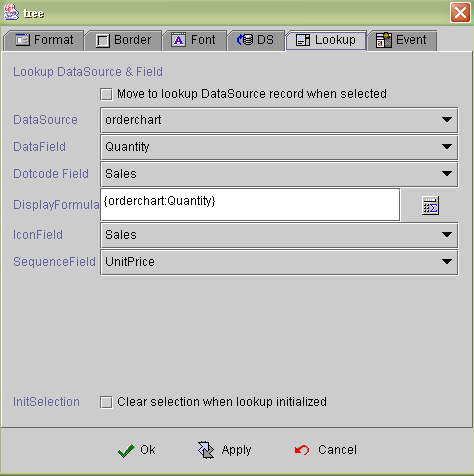 tree
Format Border Font DS Lookup Event
Lookup DataSource & Field
Move to lookup DataSource record when selected
DataSource orderchart
DataField Quantity
Dotcode Field Sales
DisplayFormula {orderchart:Quantity}
IconField Sales
SequenceField UnitPrice
InitSelection Clear selection when lookup initialized
Ok Apply Cancel